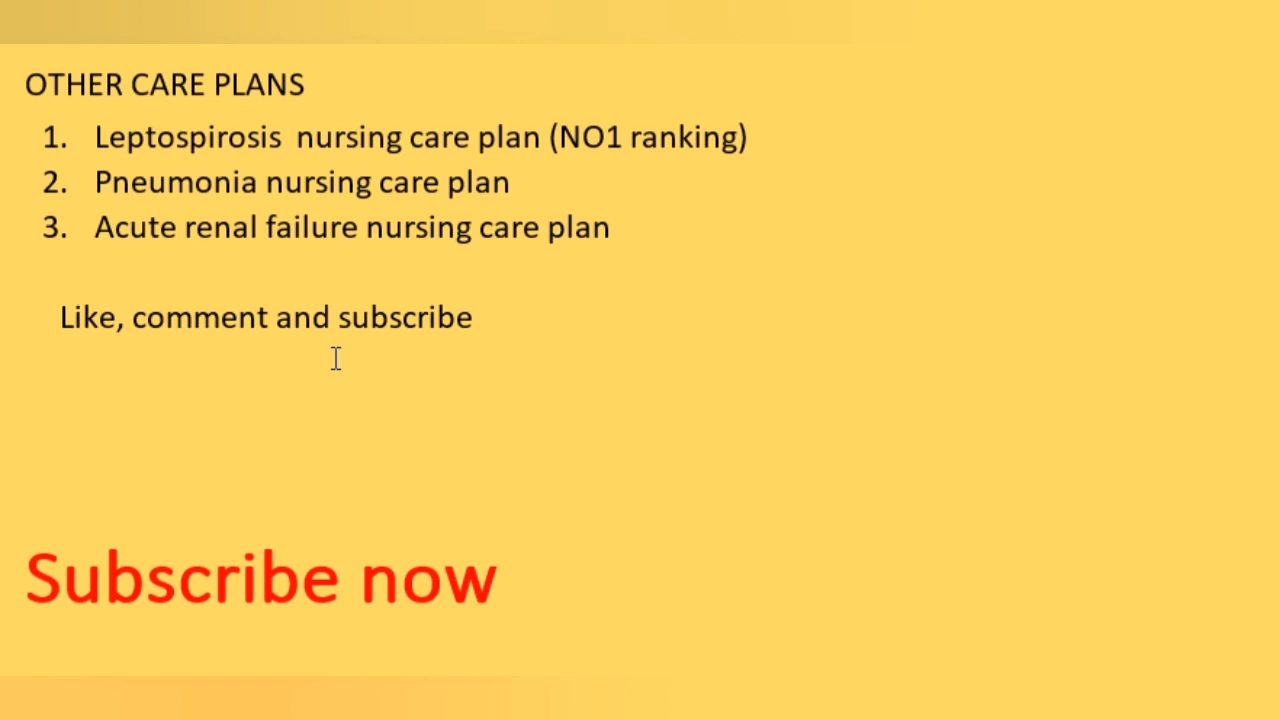 OTHER CARE PLANS
1. Leptospirosis nursing care plan (NO1 ranking)
2. Pneumonia nursing care plan
3. Acute renal failure nursing care plan
Like, comment and subscribe
Subscribe now